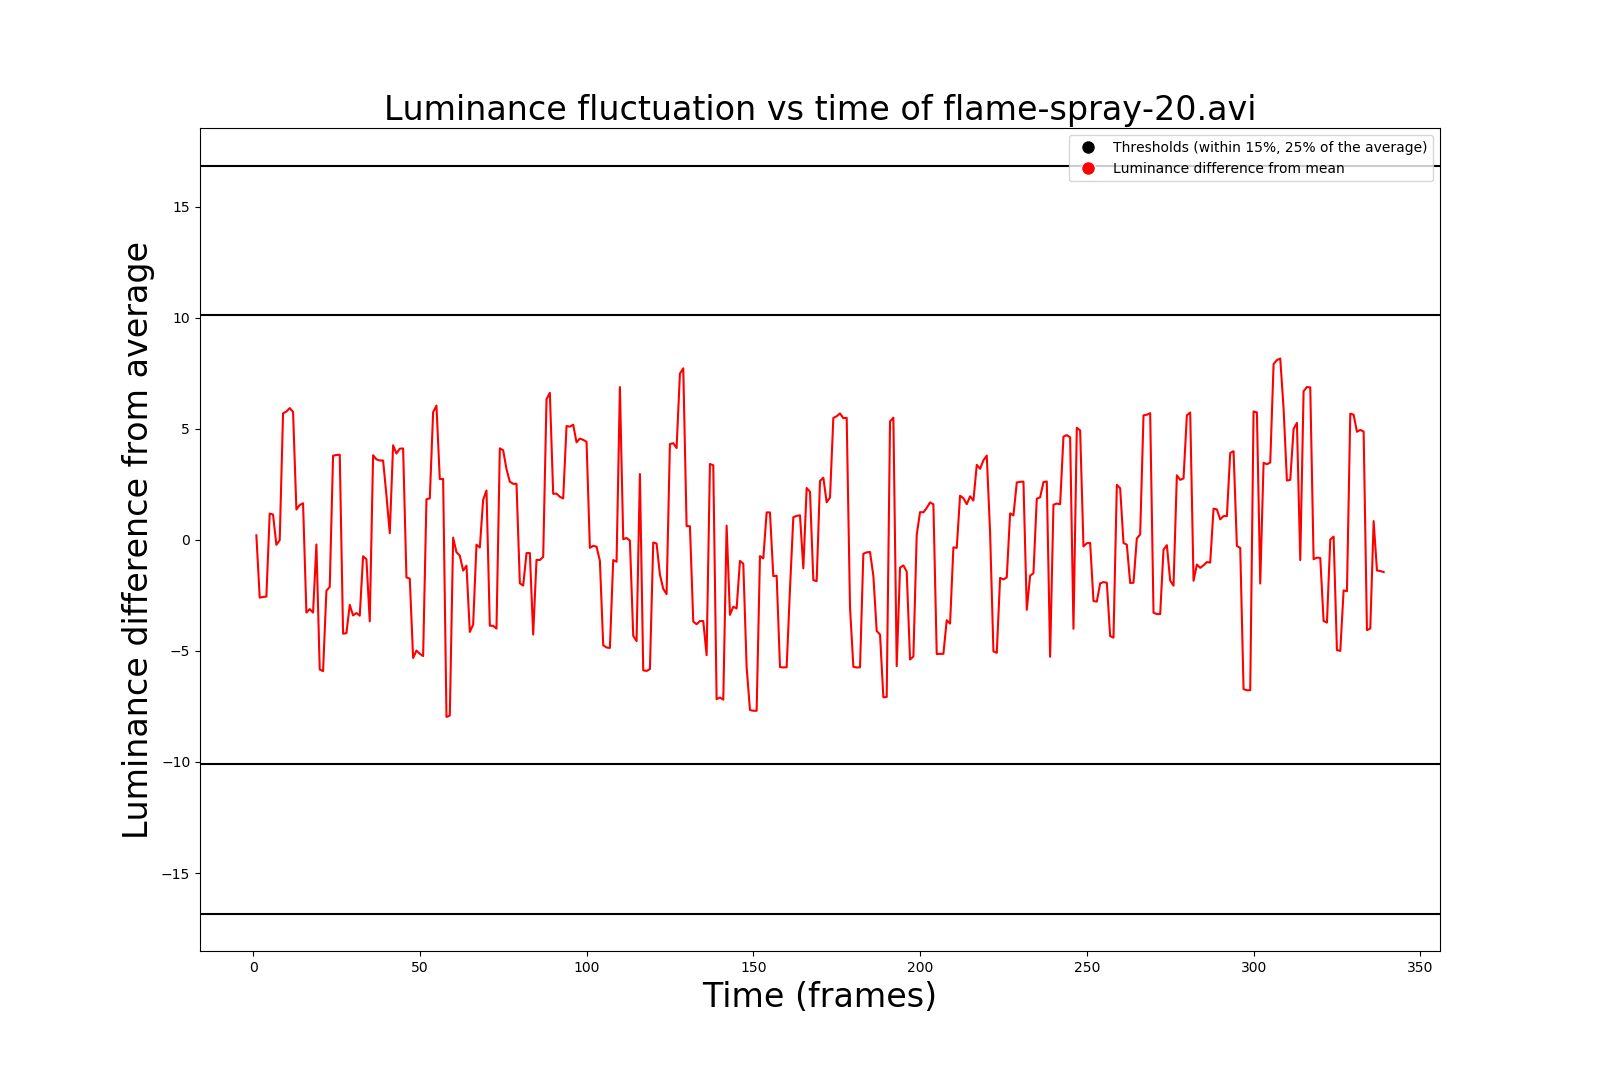 Luminance fluctuation vs time of flame-spray-20.avi
Thresholds (within 15%, 25% of the average)
Luminance difference from mean
Luminance difference from average
15
10
5
0
−5
−10
−15
0 50 100 150 200 250 300 350
Time (frames)